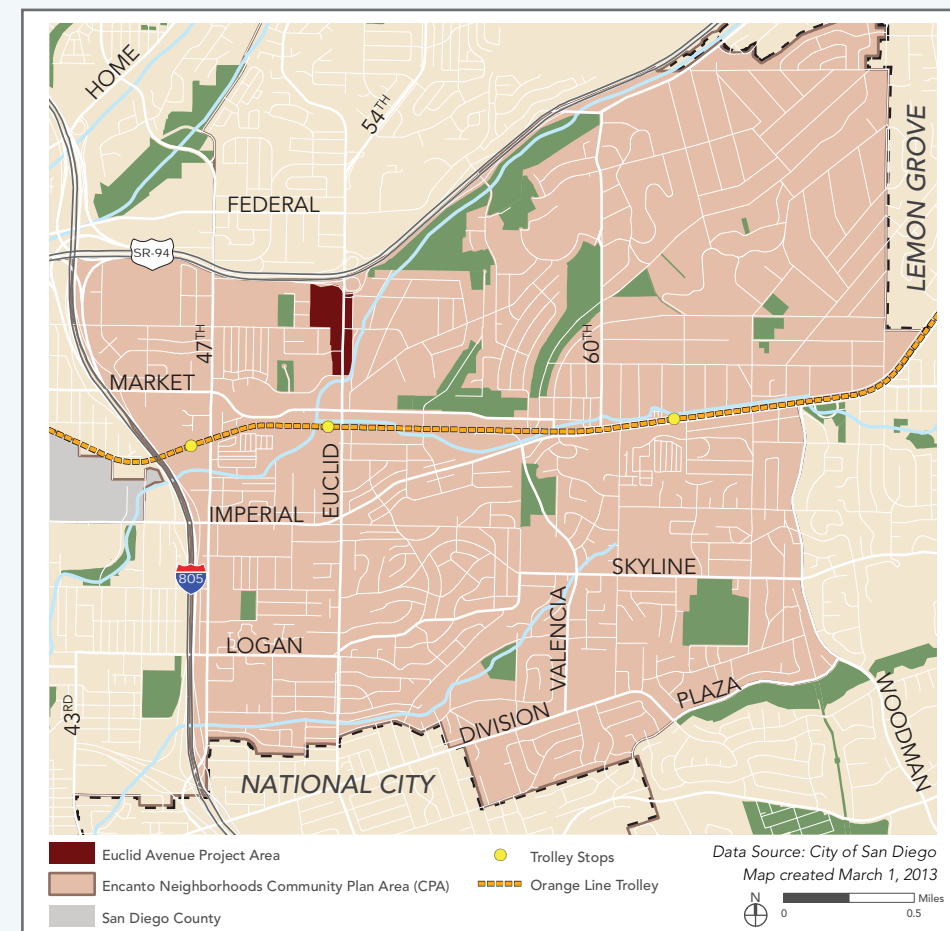 HOME
54TH
FEDERAL
SR-94
LEMON GROVE
47TH
60TH
MARKET
EUCLID
IMPERIAL
SKYLINE
805
VALENCIA
LOGAN
43RD
PLAZA
DIVISION
WOODMAN
NATIONAL CITY
Euclid Avenue Project Area
Encanto Neighborhoods Community Plan Area (CPA)
San Diego County
Trolley Stops
Orange Line Trolley
Data Source: City of San Diego
Map created March 1, 2013
N
Miles
0 0.5